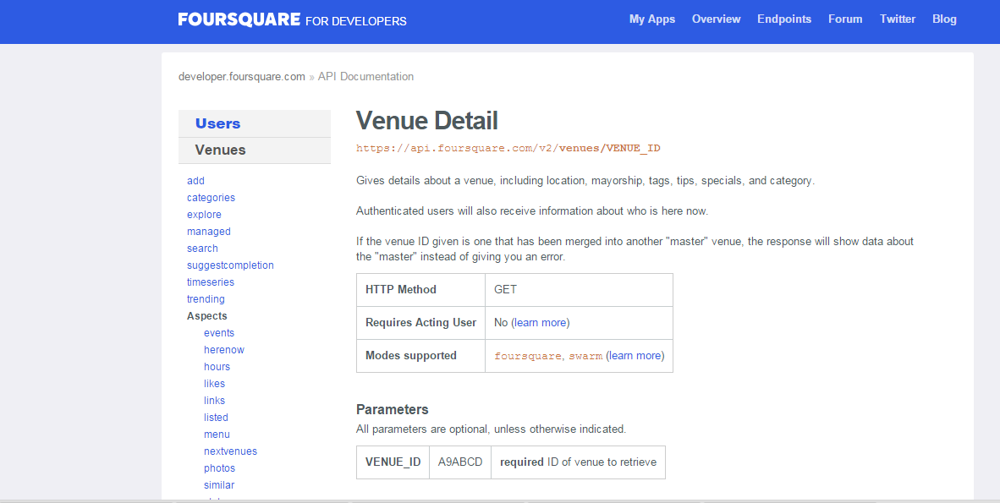 FOURSQUARE FOR DEVELOPERS
My Apps Overview Endpoints Forum Twitter Blog
developer.foursquare.com » API Documentation
Users
Venues
add
categories
explore
managed
search
suggestcompletion
timeseries
trending
Aspects
events
herenow
hours
likes
links
listed
menu
nextvenues
photos
similar
Venue Detail
https://api.foursquare.com/v2/venues/VENUE_ID
Gives details about a venue, including location, mayorship, tags, tips, specials, and category.
Authenticated users will also receive information about who is here now.
If the venue ID given is one that has been merged into another "master" venue, the response will show data about
the "master" instead of giving you an error.
HTTP Method GET
Requires Acting User No (learn more)
Modes supported foursquare, swarm (learn more)
Parameters
All parameters are optional, unless otherwise indicated.
VENUE_ID A9ABCD required ID of venue to retrieve